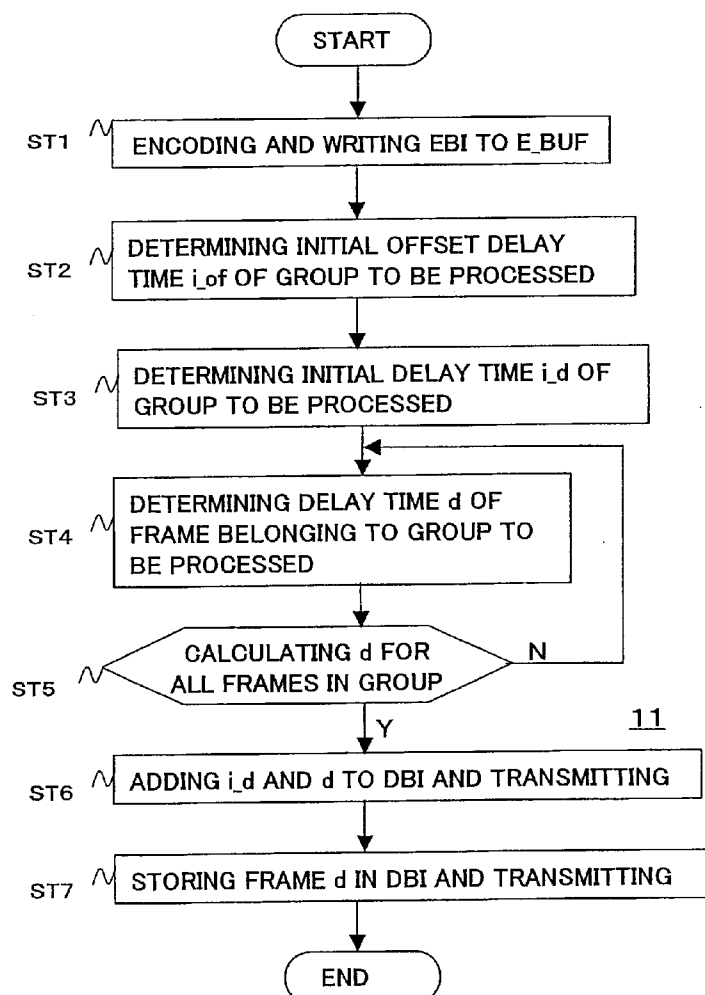 START
ST1
ENCODING AND WRITING EBI TO E_BUF
ST2
DETERMINING INITIAL OFFSET DELAY
TIME i_of OF GROUP TO BE PROCESSED
ST3
DETERMINING INITIAL DELAY TIME i_d OF
GROUP TO BE PROCESSED
ST4
DETERMINING DELAY TIME d OF
FRAME BELONGING TO GROUP TO
BE PROCESSED
ST5
CALCULATING d FOR
ALL FRAMES IN GROUP
N
Y
11
ST6
ADDING i_d AND d TO DBI AND TRANSMITTING
ST7
STORING FRAME d IN DBI AND TRANSMITTING
END